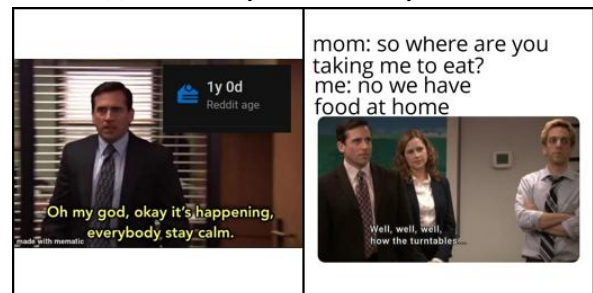 1y 0d
Reddit age
Oh my god, okay it's happening,
everybody stay calm.
made with mematic
mom: so where are you
taking me to eat?
me: no we have
food at home
Well, well, well,
how the turntables...